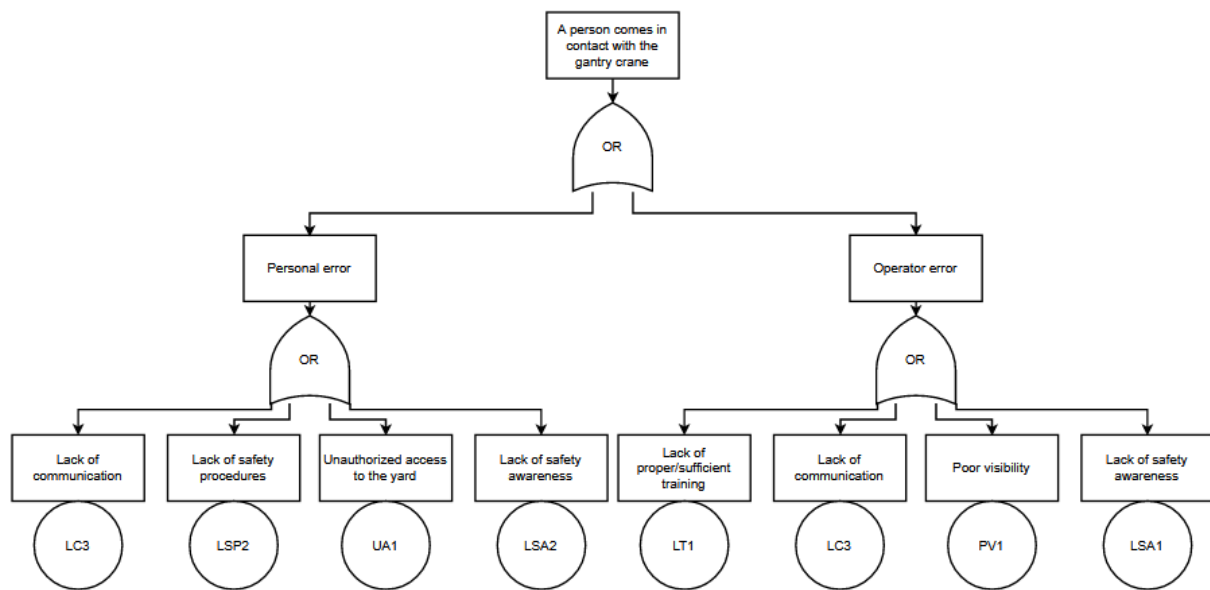 A person comes in
contact with the
gantry crane
OR
Personal error
Operator error
OR
OR
Lack of
communication
Lack of safety
procedures
Unauthorized access
to the yard
Lack of safety
awareness
Lack of
proper/sufficient
training
Lack of
communication
Poor visibility
Lack of safety
awareness
LC3
LSP2
UA1
LSA2
LT1
LC3
PV1
LSA1